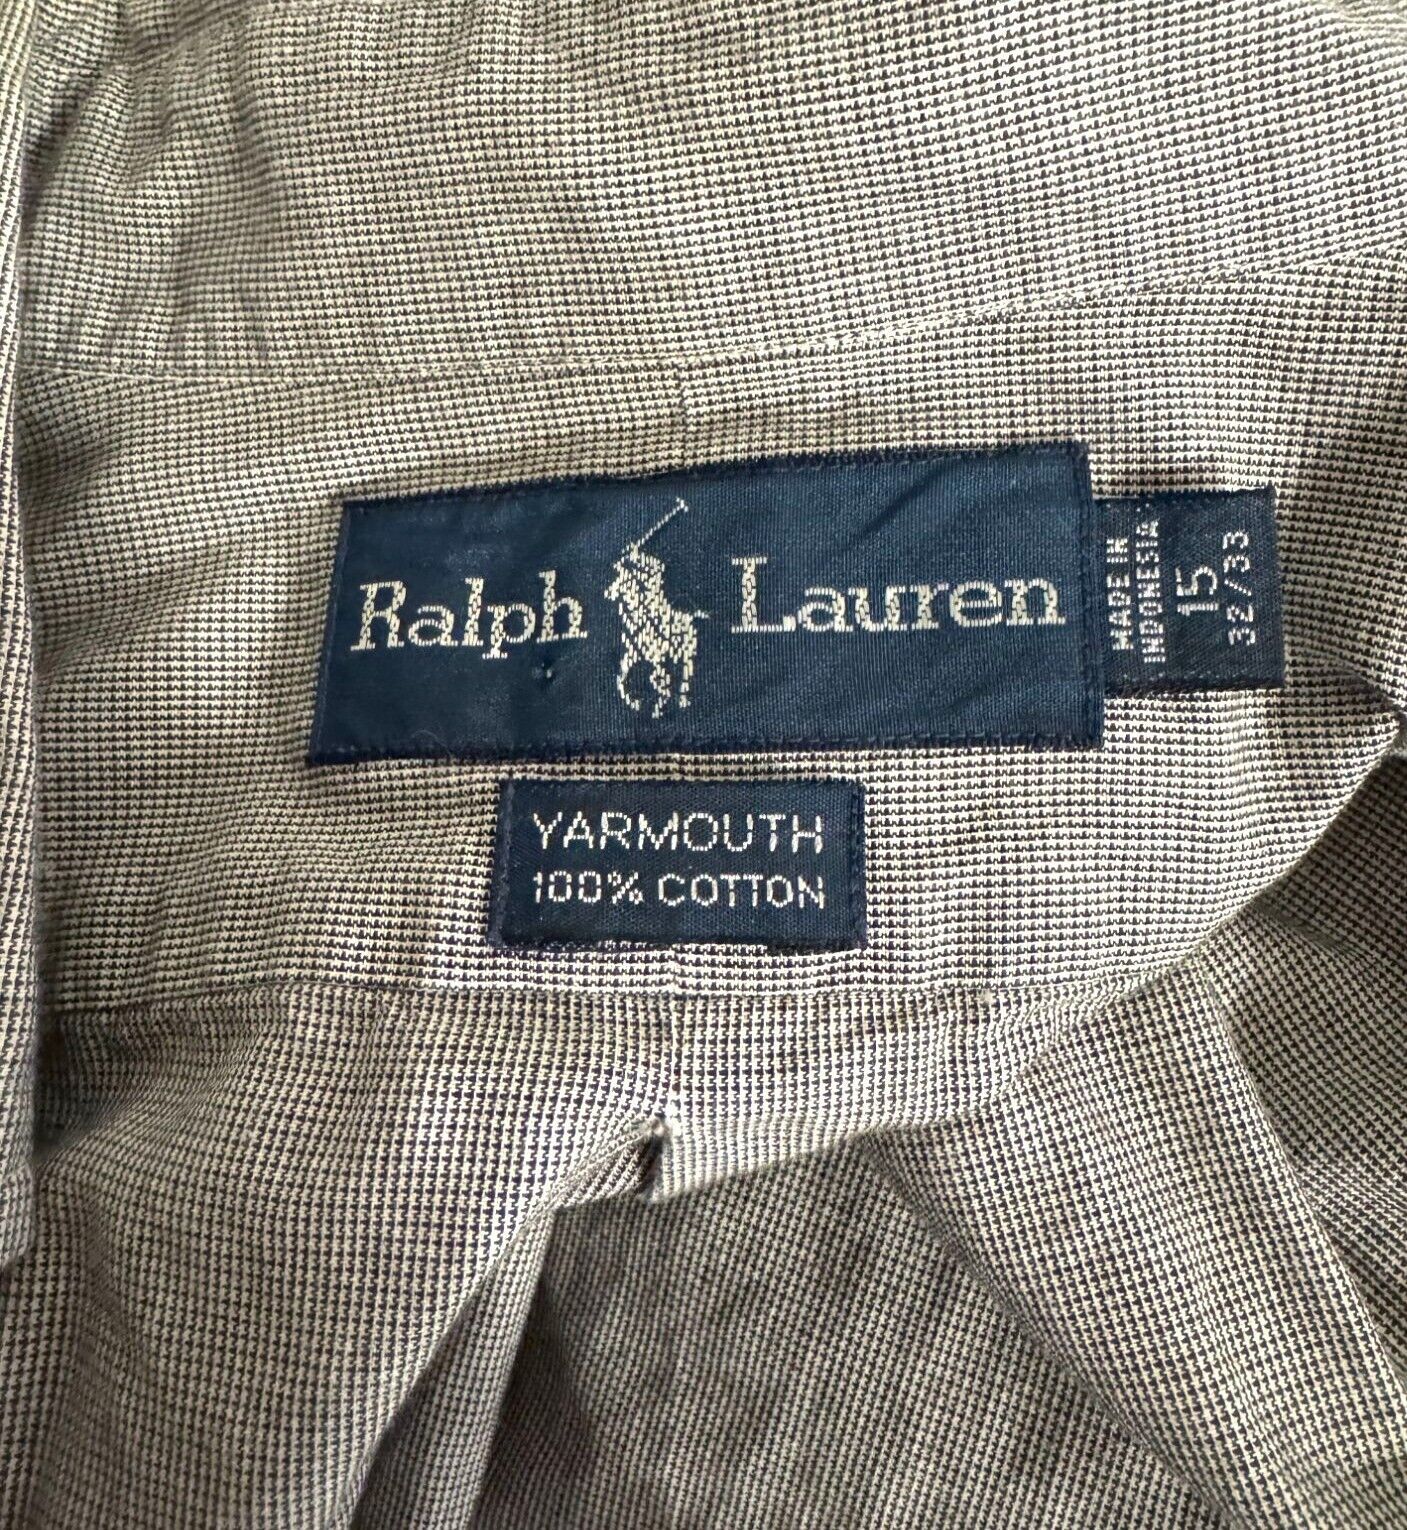 Ralph Lauren
MADE IN
INDONESIA
15
32/33
YARMOUTH
100% COTTON